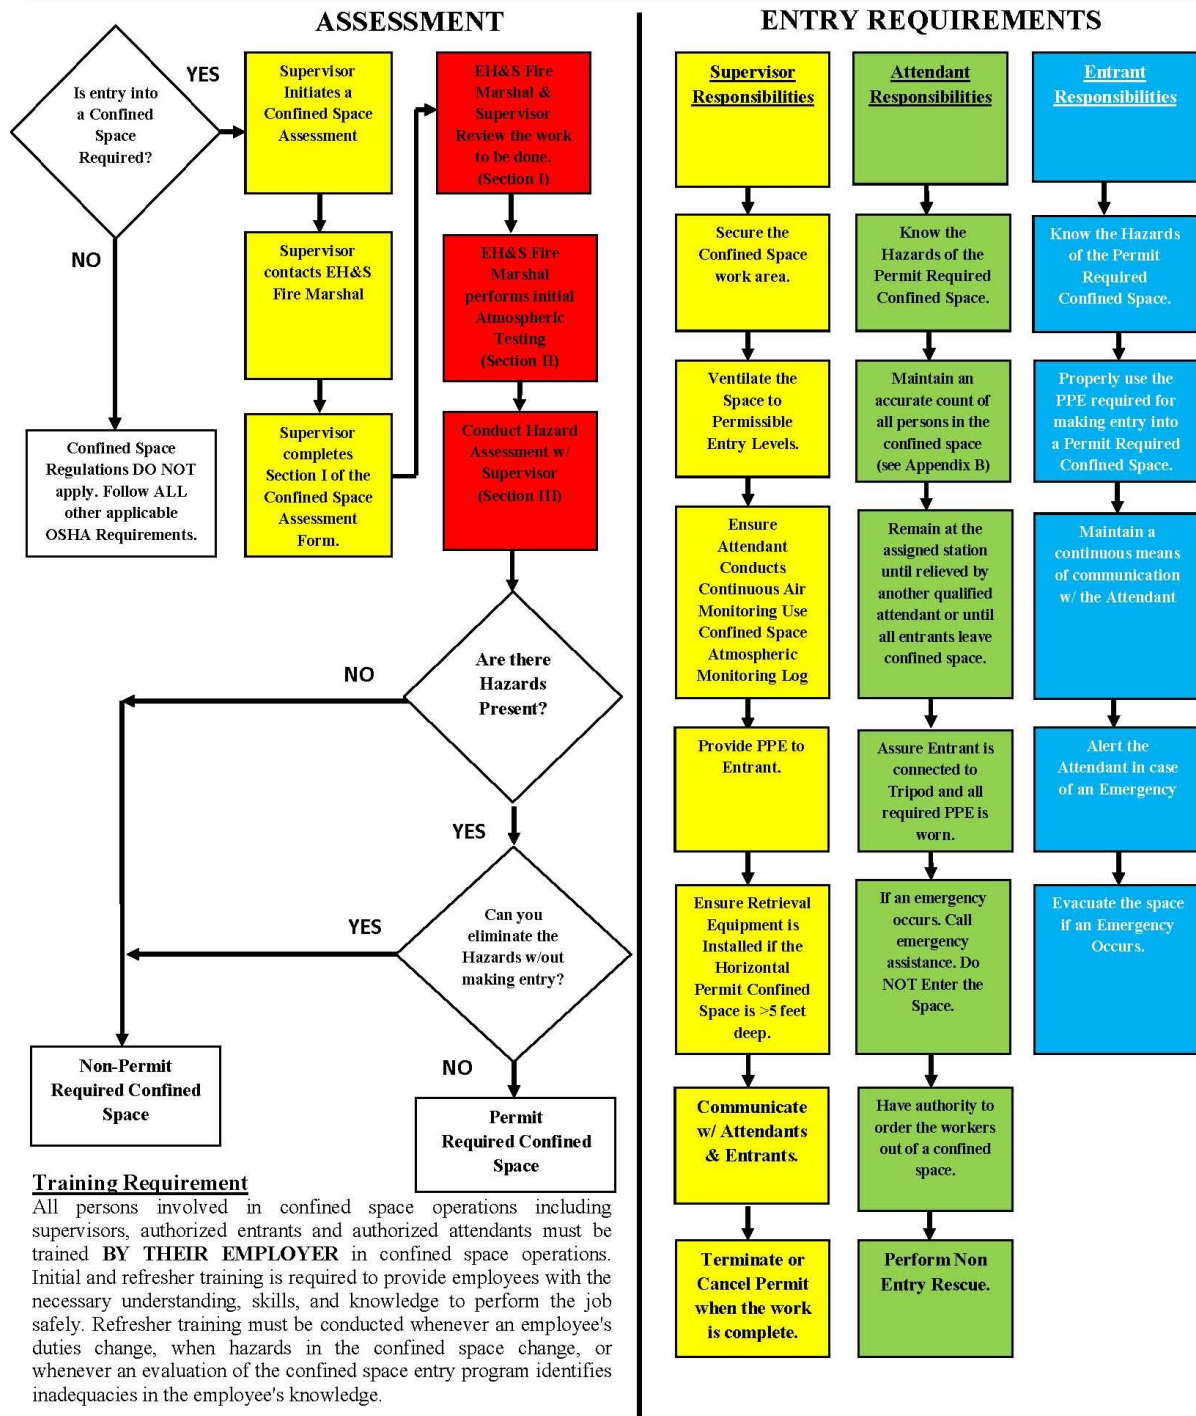 ASSESSMENT
YES
Is entry into
a Confined
Space
Required?
NO
Confined Space
Regulations DO NOT
apply. Follow ALL
other applicable
OSHA Requirements.
Supervisor
Initiates a
Confined Space
Assessment
Supervisor
contacts EH&S
Fire Marshal
Supervisor
completes
Section I of the
Confined Space
Assessment
Form.
EH&S Fire
Marshal &
Supervisor
Review the work
to be done.
(Section I)
EH&S Fire
Marshal
performs initial
Atmospheric
Testing
(Section II)
Conduct Hazard
Assessment w/
Supervisor
(Section III)
Are there
Hazards
Present?
NO
YES
Can you
eliminate the
Hazards w/out
making entry?
YES
NO
Non-Permit
Required Confined
Space
Permit
Required Confined
Space
Training Requirement
All persons involved in confined space operations including
supervisors, authorized entrants and authorized attendants must be
trained BY THEIR EMPLOYER in confined space operations.
Initial and refresher training is required to provide employees with the
necessary understanding, skills, and knowledge to perform the job
safely. Refresher training must be conducted whenever an employee's
duties change, when hazards in the confined space change, or
whenever an evaluation of the confined space entry program identifies
inadequacies in the employee's knowledge.
ENTRY REQUIREMENTS
Supervisor
Responsibilities
Secure the
Confined Space
work area.
Ventilate the
Space to
Permissible
Entry Levels.
Ensure
Attendant
Conducts
Continuous Air
Monitoring Use
Confined Space
Atmospheric
Monitoring Log
Provide PPE to
Entrant.
Ensure Retrieval
Equipment is
Installed if the
Horizontal
Permit Confined
Space is >5 feet
deep.
Communicate
w/ Attendants
& Entrants.
Terminate or
Cancel Permit
when the work
is complete.
Attendant
Responsibilities
Know the
Hazards of the
Permit Required
Confined Space.
Maintain an
accurate count of
all persons in the
confined space
(see Appendix B)
Remain at the
assigned station
until relieved by
another qualified
attendant or until
all entrants leave
confined space.
Assure Entrant is
connected to
Tripod and all
required PPE is
worn.
If an emergency
occurs. Call
emergency
assistance. Do
NOT Enter the
Space.
Have authority to
order the workers
out of a confined
space.
Perform Non
Entry Rescue.
Entrant
Responsibilities
Know the Hazards
of the Permit
Required
Confined Space.
Properly use the
PPE required for
making entry into
a Permit Required
Confined Space.
Maintain a
continuous means
of communication
w/ the Attendant
Alert the
Attendant in case
of an Emergency
Evacuate the space
if an Emergency
Occurs.